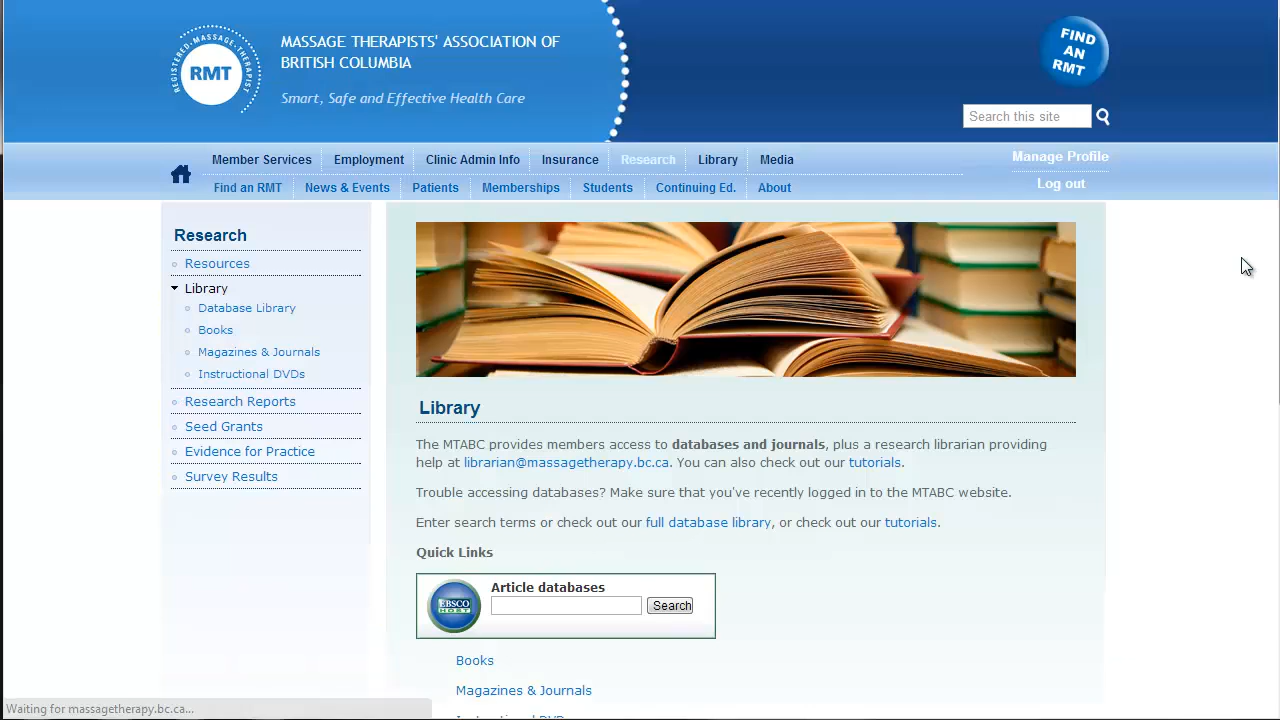 REGISTERED MASSAGE THERAPIST
RMT
MASSAGE THERAPISTS' ASSOCIATION OF
BRITISH COLUMBIA
Smart, Safe and Effective Health Care
FIND
AN
RMT
Search this site
Member Services Employment Clinic Admin Info Insurance Research Library Media
Find an RMT News & Events Patients Memberships Students Continuing Ed. About
Manage Profile
Log out
Research
Resources
Library
Database Library
Books
Magazines & Journals
Instructional DVDs
Research Reports
Seed Grants
Evidence for Practice
Survey Results
Library
The MTABC provides members access to databases and journals, plus a research librarian providing
help at librarian@massagetherapy.bc.ca. You can also check out our tutorials.
Trouble accessing databases? Make sure that you've recently logged in to the MTABC website.
Enter search terms or check out our full database library, or check out our tutorials.
Quick Links
EBSCO
HOST
Article databases
Search
Books
Magazines & Journals
Waiting for massagetherapy.bc.ca...